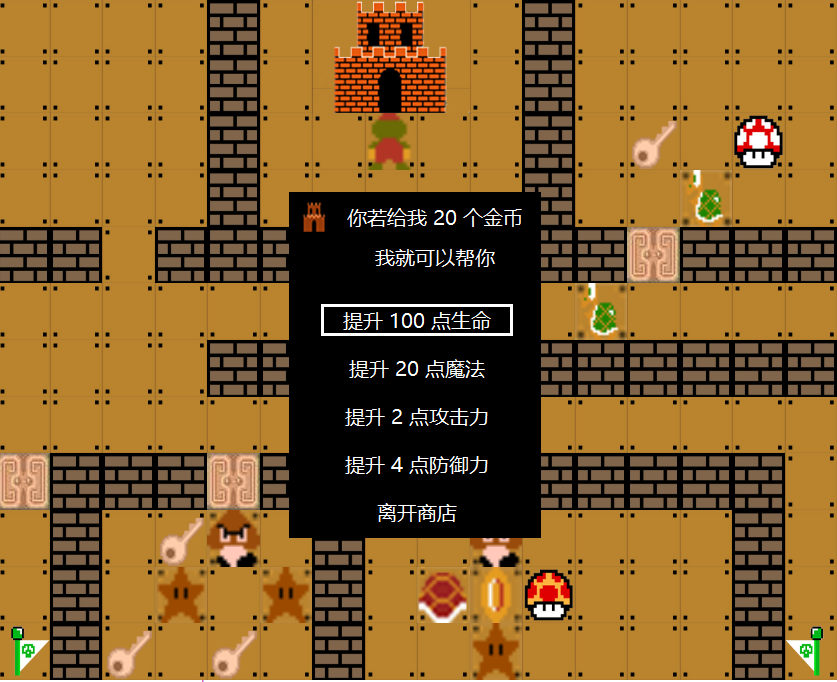 你若给我 20 个金币
我就可以帮你
提升 100 点生命
提升 20 点魔法
提升 2 点攻击力
提升 4 点防御力
离开商店